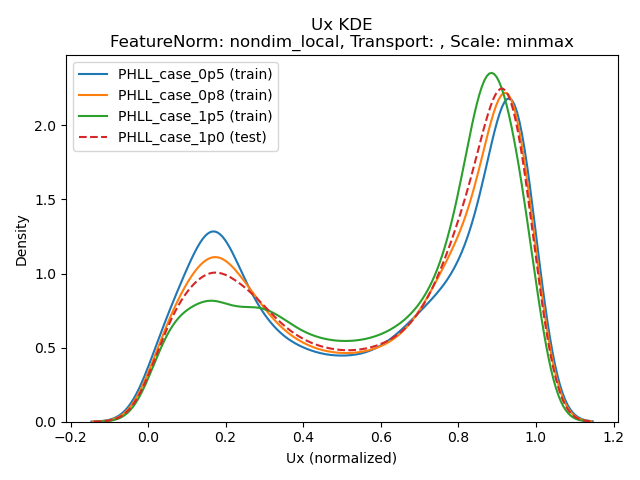 Ux KDE
FeatureNorm: nondim_local, Transport: , Scale: minmax
PHLL_case_0p5 (train)
PHLL_case_0p8 (train)
PHLL_case_1p5 (train)
PHLL_case_1p0 (test)
Density
2.0
1.5
1.0
0.5
0.0
−0.2 0.0 0.2 0.4 0.6 0.8 1.0 1.2
Ux (normalized)